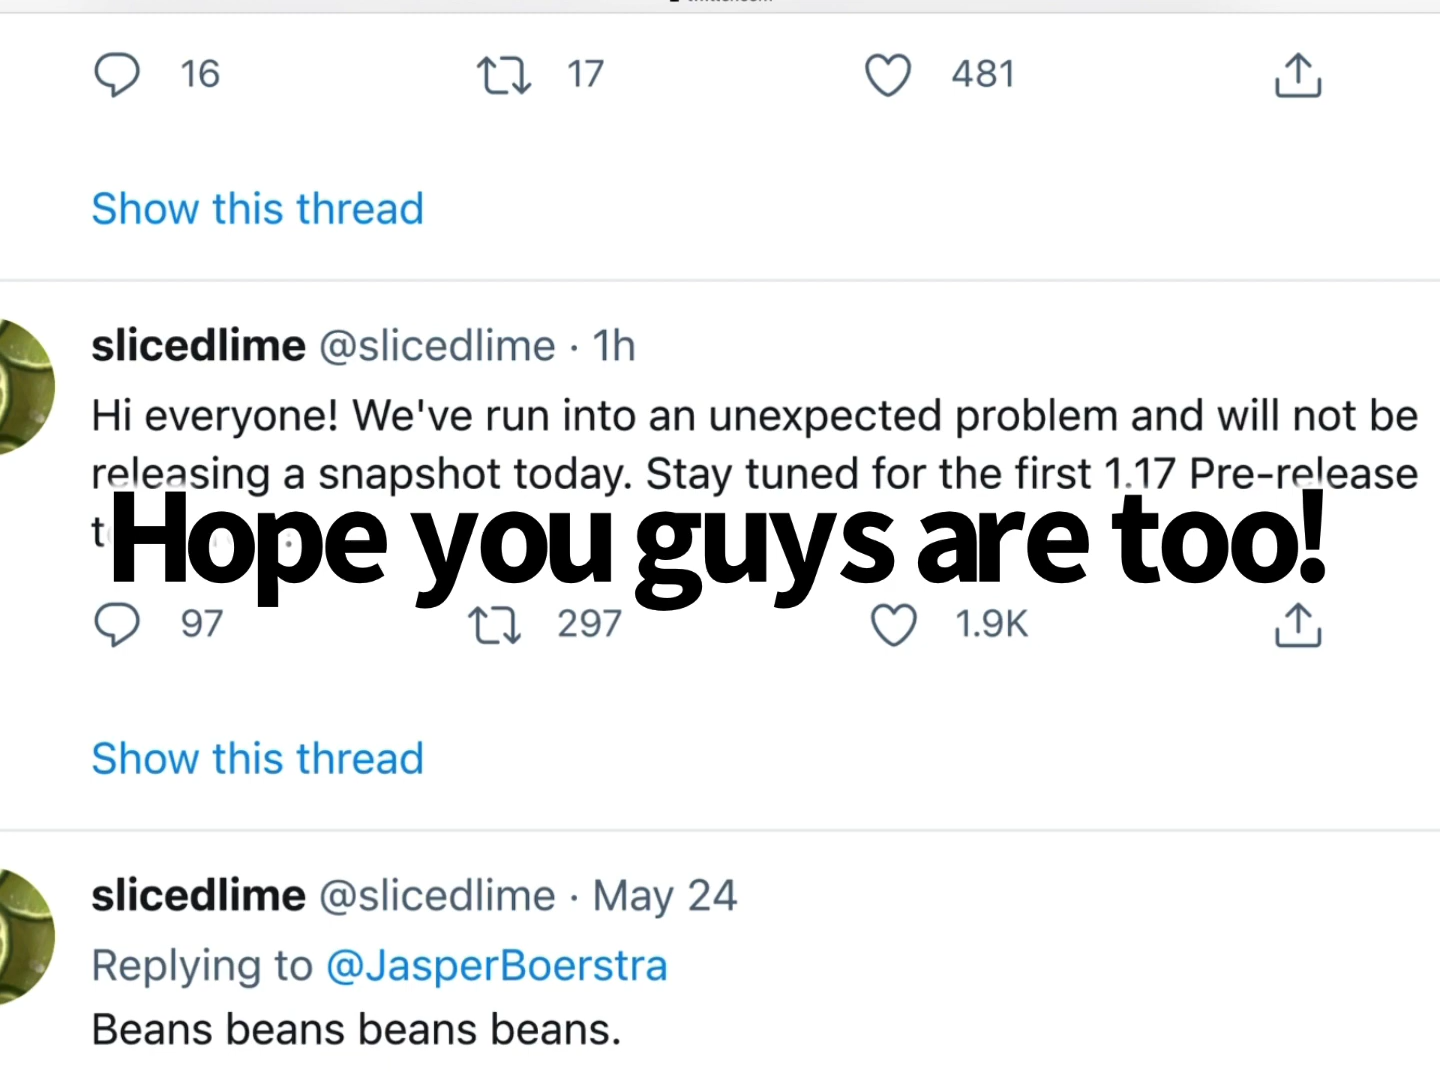 16 17 481
Show this thread
slicedlime @slicedlime · 1h
Hi everyone! We've run into an unexpected problem and will not be
releasing a snapshot today. Stay tuned for the first 1.17 Pre-release
Hope you guys are too!
97 297 1.9K
Show this thread
slicedlime @slicedlime · May 24
Replying to @JasperBoerstra
Beans beans beans beans.